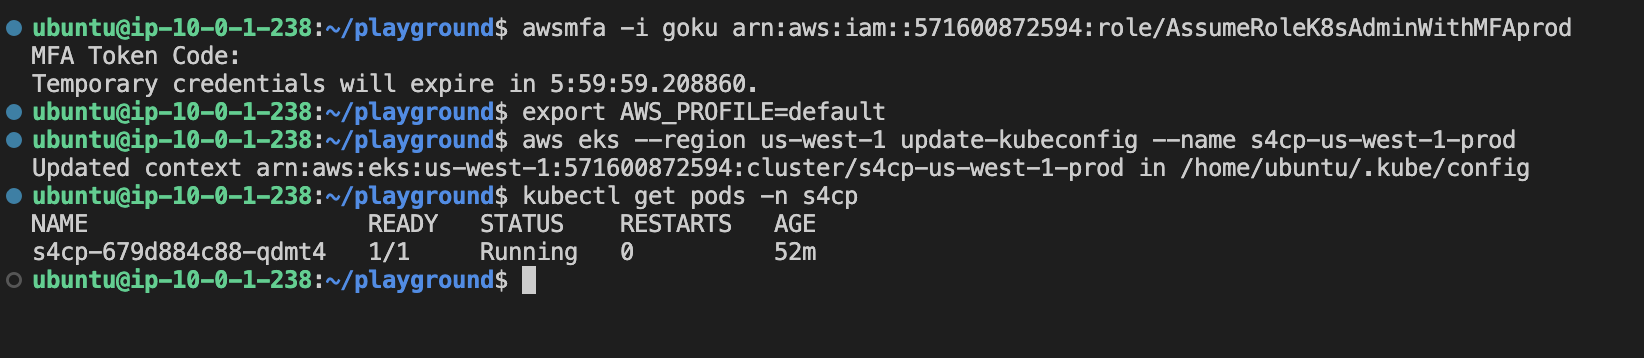 ubuntu@ip-10-0-1-238:~/playground$ awsmfa -i goku arn:aws:iam::571600872594:role/AssumeRoleK8sAdminWithMFAprod
MFA Token Code:
Temporary credentials will expire in 5:59:59.208860.
ubuntu@ip-10-0-1-238:~/playground$ export AWS_PROFILE=default
ubuntu@ip-10-0-1-238:~/playground$ aws eks --region us-west-1 update-kubeconfig --name s4cp-us-west-1-prod
Updated context arn:aws:eks:us-west-1:571600872594:cluster/s4cp-us-west-1-prod in /home/ubuntu/.kube/config
ubuntu@ip-10-0-1-238:~/playground$ kubectl get pods -n s4cp
NAME                    READY   STATUS    RESTARTS   AGE
s4cp-679d884c88-qdmt4   1/1     Running   0          52m
ubuntu@ip-10-0-1-238:~/playground$